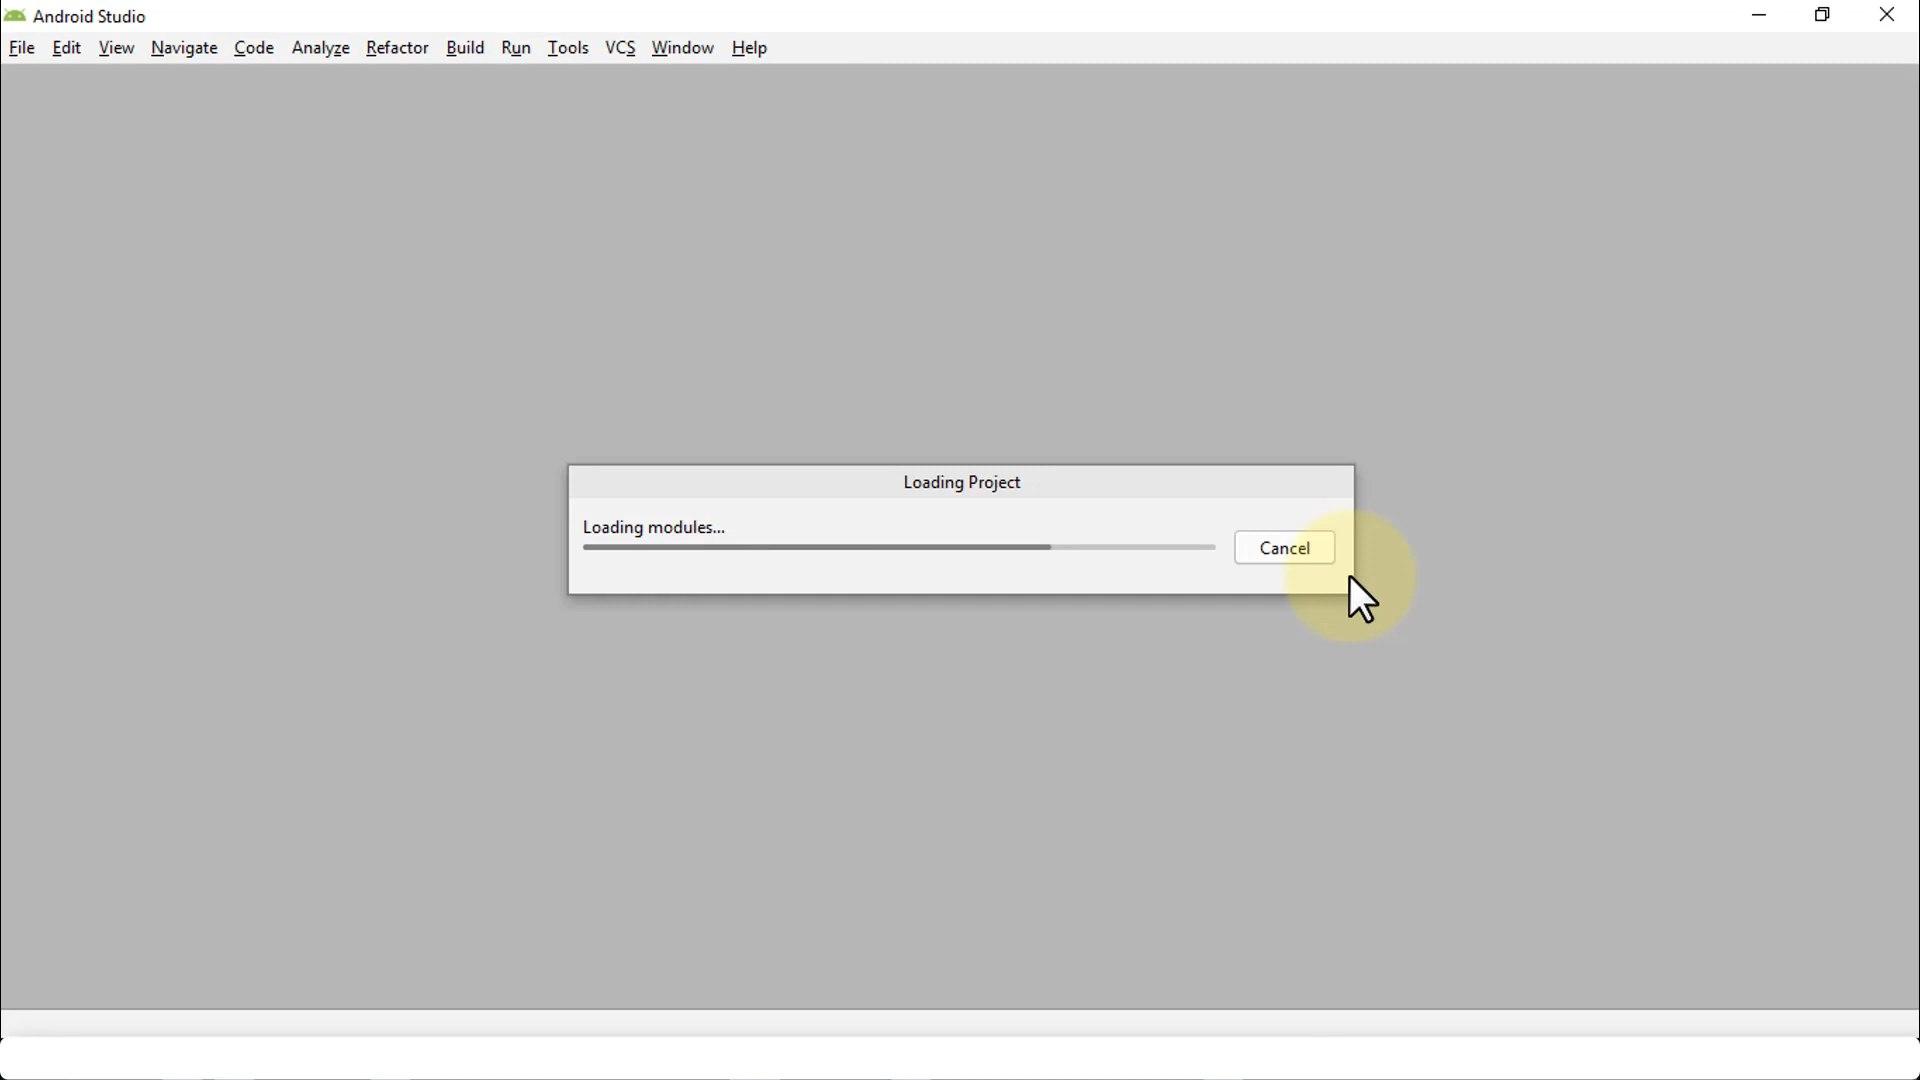 Android Studio
File Edit View Navigate Code Analyze Refactor Build Run Tools VCS Window Help
Loading Project
Loading modules...
Cancel